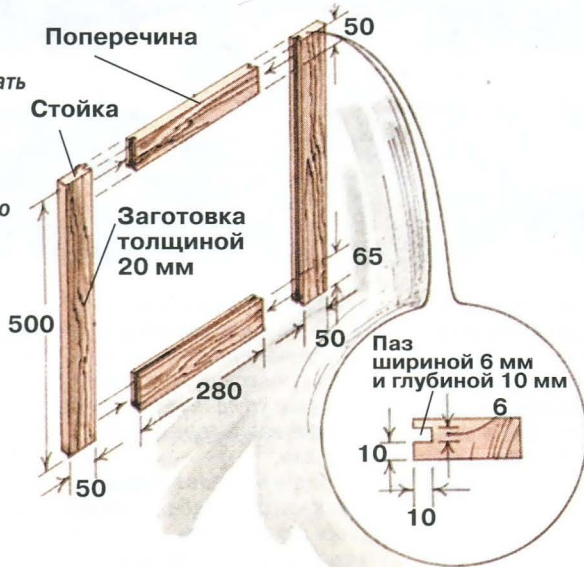 Поперечина
50
ать
Стойка
о
Заготовка
толщиной
20 мм
65
500
50
Паз
шириной 6 мм
и глубиной 10 мм
280
6
10
50
10